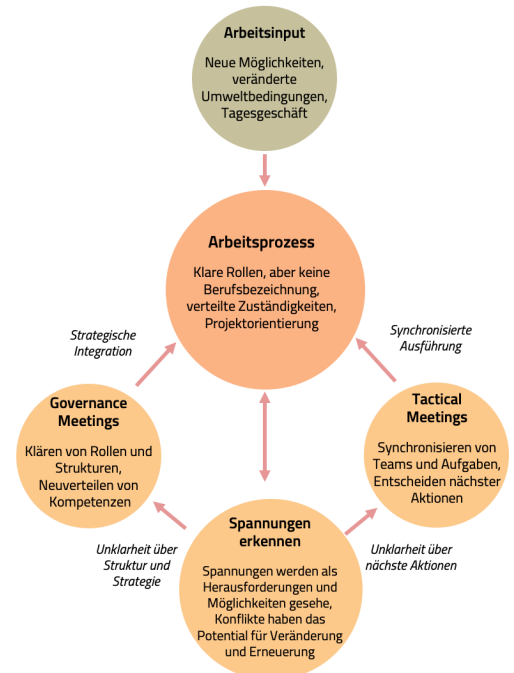 Arbeitsinput
Neue Möglichkeiten,
veränderte
Umweltbedingungen,
Tagesgeschäft
Arbeitsprozess
Klare Rollen, aber keine
Berufsbezeichnung,
verteilte Zuständigkeiten,
Projektorientierung
Strategische
Integration
Synchronisierte
Ausführung
Governance
Meetings
Klären von Rollen und
Strukturen,
Neuverteilen von
Kompetenzen
Tactical
Meetings
Synchronisieren von
Teams und Aufgaben,
Entscheiden nächster
Aktionen
Unklarheit über
Struktur und
Strategie
Unklarheit über
nächste Aktionen
Spannungen
erkennen
Spannungen werden als
Herausforderungen und
Möglichkeiten gesehe,
Konflikte haben das
Potential für Veränderung
und Erneuerung